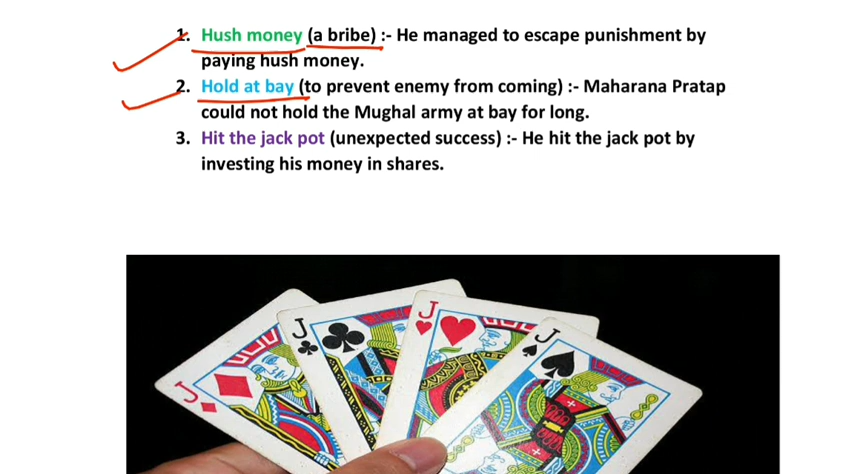 1. Hush money (a bribe) :- He managed to escape punishment by
paying hush money.
2. Hold at bay (to prevent enemy from coming) :- Maharana Pratap
could not hold the Mughal army at bay for long.
3. Hit the jack pot (unexpected success) :- He hit the jack pot by
investing his money in shares.
J
J
J
J